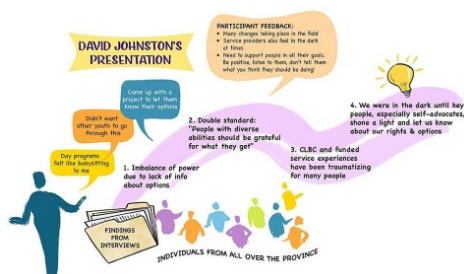 DAVID JOHNSTON'S
PRESENTATION
PARTICIPANT FEEDBACK:
• Many changes taking place in the field
• Service providers also feel in the dark
at times
• Need to support people in all their goals.
Be positive, listen to them, don't tell them
what you think they should be doing!
Came up with a
project to let them
know their options
Didn't want
other youth to go
through this
Day programs
felt like babysitting
to me
1. Imbalance of power
due to lack of info
about options
2. Double standard:
"People with diverse
abilities should be grateful
for what they get"
3. CLBC and funded
service experiences
have been traumatizing
for many people
4. We were in the dark until key
people, especially self-advocates,
shone a light and let us know
about our rights & options
FINDINGS
FROM
INTERVIEWS
INDIVIDUALS FROM ALL OVER THE PROVINCE